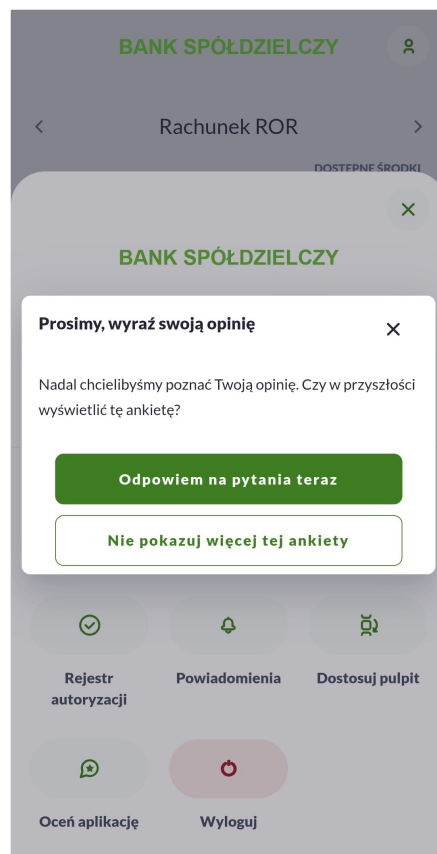 BANK SPÓŁDZIELCZY
Rachunek ROR
DOSTĘPNE ŚRODKI
BANK SPÓŁDZIELCZY
Prosimy, wyraź swoją opinię
Nadal chcielibyśmy poznać Twoją opinię. Czy w przyszłości
wyświetlić tę ankietę?
Odpowiem na pytania teraz
Nie pokazuj więcej tej ankiety
Rejestr
autoryzacji
Powiadomienia
Dostosuj pulpit
Oceń aplikację
Wyloguj